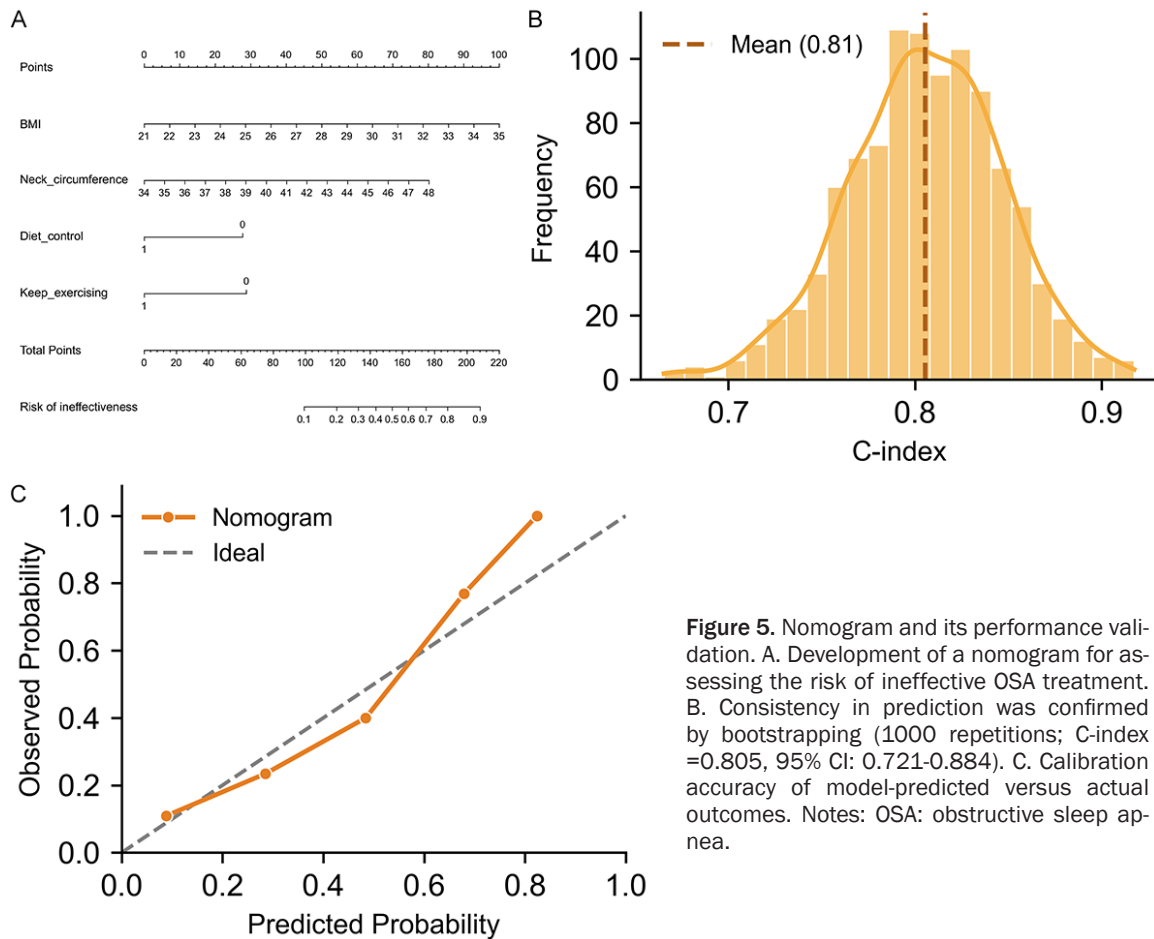 A
Points
0 10 20 30 40 50 60 70 80 90 100
BMI
21 22 23 24 25 26 27 28 29 30 31 32 33 34 35
Neck_circumference
34 35 36 37 38 39 40 41 42 43 44 45 46 47 48
Diet_control
0
1
Keep_exercising
0
1
Total Points
0 20 40 60 80 100 120 140 160 180 200 220
Risk of ineffectiveness
0.1 0.2 0.3 0.4 0.5 0.6 0.7 0.8 0.9
B
Mean (0.81)
Frequency
100
80
60
40
20
0
0.7 0.8 0.9
C-index
C
Nomogram
Ideal
Observed Probability
1.0
0.8
0.6
0.4
0.2
0.0
0.0 0.2 0.4 0.6 0.8 1.0
Predicted Probability
Figure 5. Nomogram and its performance vali-
dation. A. Development of a nomogram for as-
sessing the risk of ineffective OSA treatment.
B. Consistency in prediction was confirmed
by bootstrapping (1000 repetitions; C-index
=0.805, 95% CI: 0.721-0.884). C. Calibration
accuracy of model-predicted versus actual
outcomes. Notes: OSA: obstructive sleep ap-
nea.